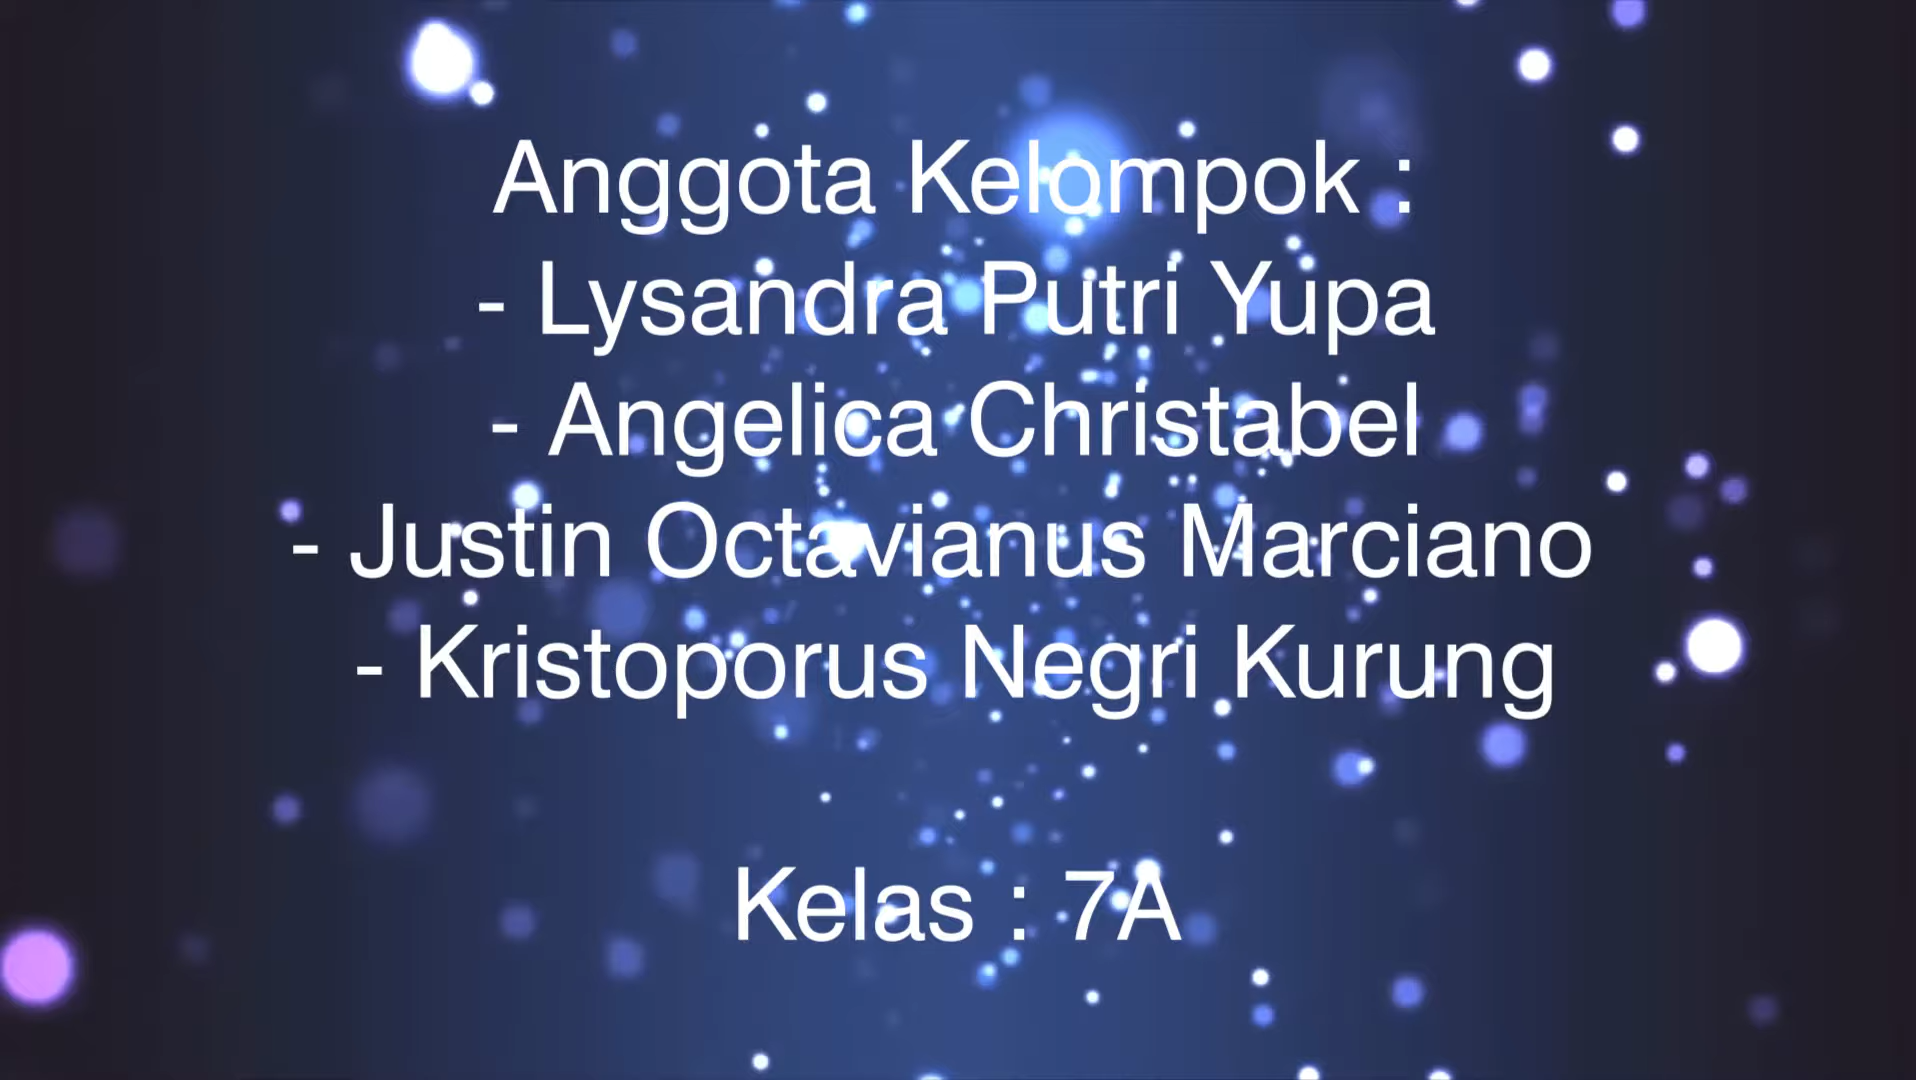 Anggota Kelompok :
- Lysandra Putri Yupa
- Angelica Christabel
- Justin Octavianus Marciano
- Kristoporus Negri Kurung
Kelas : 7A